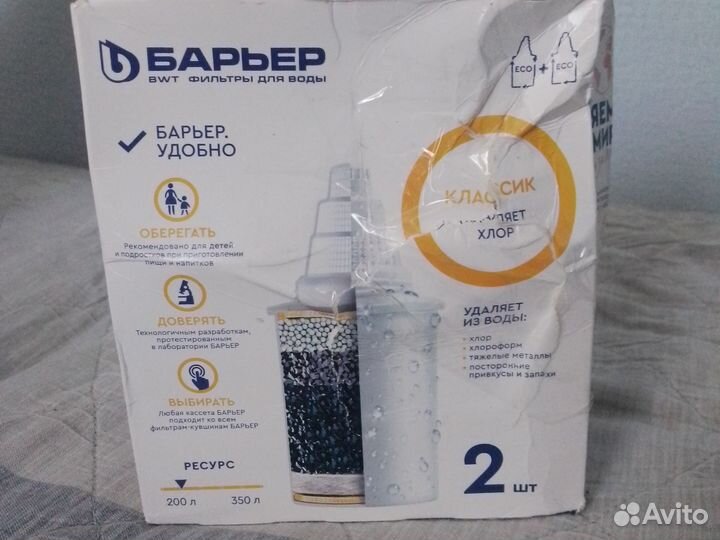 БАРЬЕР
BWT ФИЛЬТРЫ ДЛЯ ВОДЫ
ECO + ECO
БАРЬЕР.
УДОБНО
ОБЕРЕГАТЬ
Рекомендовано для детей
и подростков при приготовлении
пищи и напитков
ДОВЕРЯТЬ
Технологичным разработкам,
протестированным
в лаборатории БАРЬЕР
ВЫБИРАТЬ
Любая кассета БАРЬЕР
подходит ко всем
фильтрам-кувшинам БАРЬЕР
РЕСУРС
200 л 350 л
КЛАССИК
ХЛОР
УДАЛЯЕТ
ИЗ ВОДЫ:
• хлор
• хлороформ
• тяжелые металлы
• посторонние
привкусы и запахи
2 шт
Avito